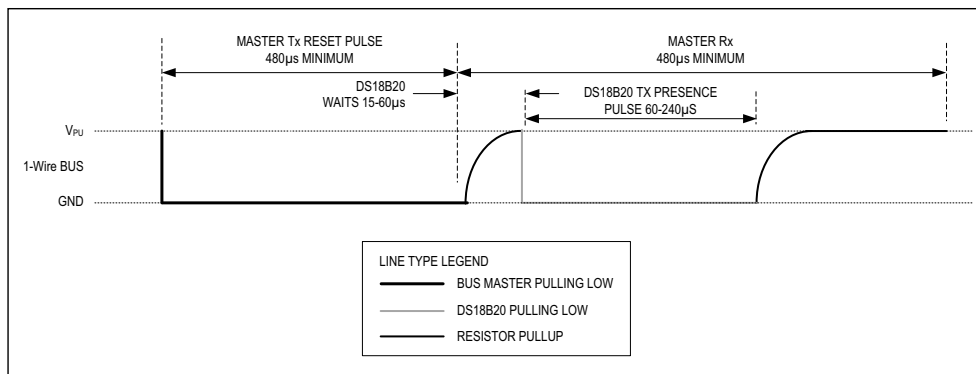 MASTER Tx RESET PULSE
480µs MINIMUM
MASTER Rx
480µs MINIMUM
DS18B20
WAITS 15-60µs
DS18B20 TX PRESENCE
PULSE 60-240µS
VPU
1-Wire BUS
GND
LINE TYPE LEGEND
BUS MASTER PULLING LOW
DS18B20 PULLING LOW
RESISTOR PULLUP